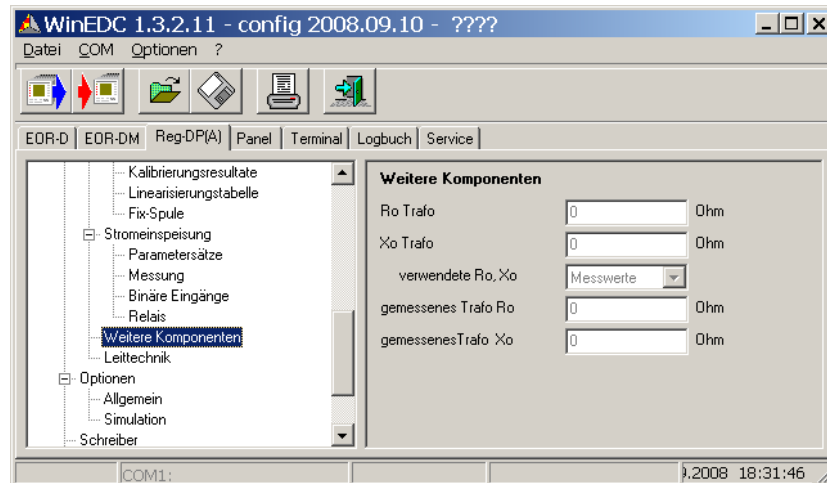 WinEDC 1.3.2.11 - config 2008.09.10 - ????
Datei COM Optionen ?
EOR-D EOR-DM Reg-DP(A) Panel Terminal Logbuch Service
Kalibrierungsresultate
Linearisierungstabelle
Fix-Spule
Stromeinspeisung
Parametersätze
Messung
Binäre Eingänge
Relais
Weitere Komponenten
Leittechnik
Optionen
Allgemein
Simulation
Schreiber
Weitere Komponenten
Ro Trafo 0 Ohm
Xo Trafo 0 Ohm
verwendete Ro, Xo Messwerte
gemessenes Trafo Ro 0 Ohm
gemessenesTrafo Xo 0 Ohm
COM1: .2008 18:31:46